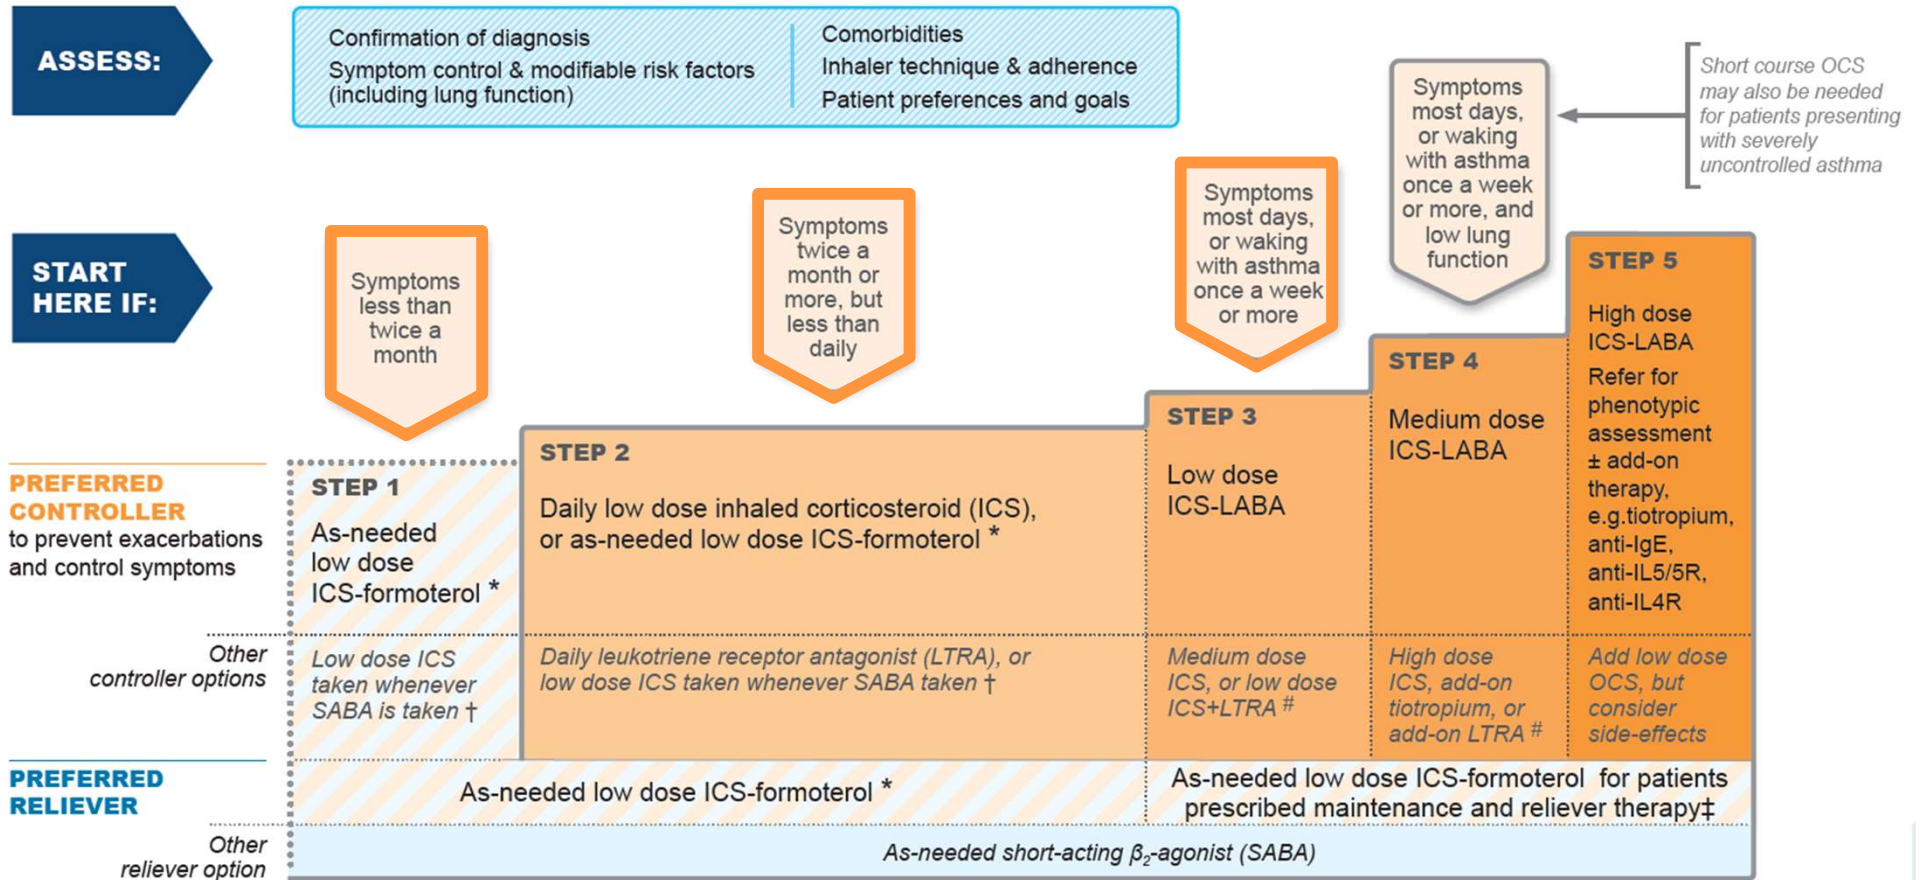 ASSESS:
Confirmation of diagnosis
Symptom control & modifiable risk factors
(including lung function)
Comorbidities
Inhaler technique & adherence
Patient preferences and goals
Short course OCS
may also be needed
for patients presenting
with severely
uncontrolled asthma
START
HERE IF:
Symptoms
less than
twice a
month
Symptoms
twice a
month or
more, but
less than
daily
Symptoms
most days,
or waking
with asthma
once a week
or more
Symptoms
most days,
or waking
with asthma
once a week
or more, and
low lung
function
PREFERRED
CONTROLLER
to prevent exacerbations
and control symptoms
STEP 1
As-needed
low dose
ICS-formoterol *
STEP 2
Daily low dose inhaled corticosteroid (ICS),
or as-needed low dose ICS-formoterol *
STEP 3
Low dose
ICS-LABA
STEP 4
Medium dose
ICS-LABA
STEP 5
High dose
ICS-LABA
Refer for
phenotypic
assessment
± add-on
therapy,
e.g.tiotropium,
anti-IgE,
anti-IL5/5R,
anti-IL4R
Other
controller options
Low dose ICS
taken whenever
SABA is taken †
Daily leukotriene receptor antagonist (LTRA), or
low dose ICS taken whenever SABA taken †
Medium dose
ICS, or low dose
ICS+LTRA #
High dose
ICS, add-on
tiotropium, or
add-on LTRA #
Add low dose
OCS, but
consider
side-effects
PREFERRED
RELIEVER
As-needed low dose ICS-formoterol *
As-needed low dose ICS-formoterol for patients
prescribed maintenance and reliever therapy‡
Other
reliever option
As-needed short-acting β₂-agonist (SABA)